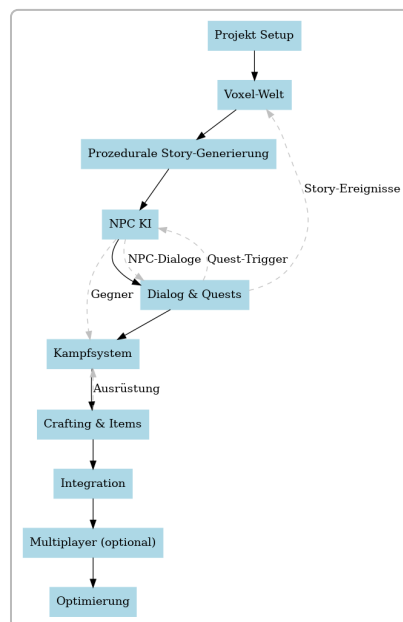 Projekt Setup
Voxel-Welt
Prozedurale Story-Generierung
Story-Ereignisse
NPC KI
NPC-Dialoge
Quest-Trigger
Gegner
Dialog & Quests
Kampfsystem
Ausrüstung
Crafting & Items
Integration
Multiplayer (optional)
Optimierung